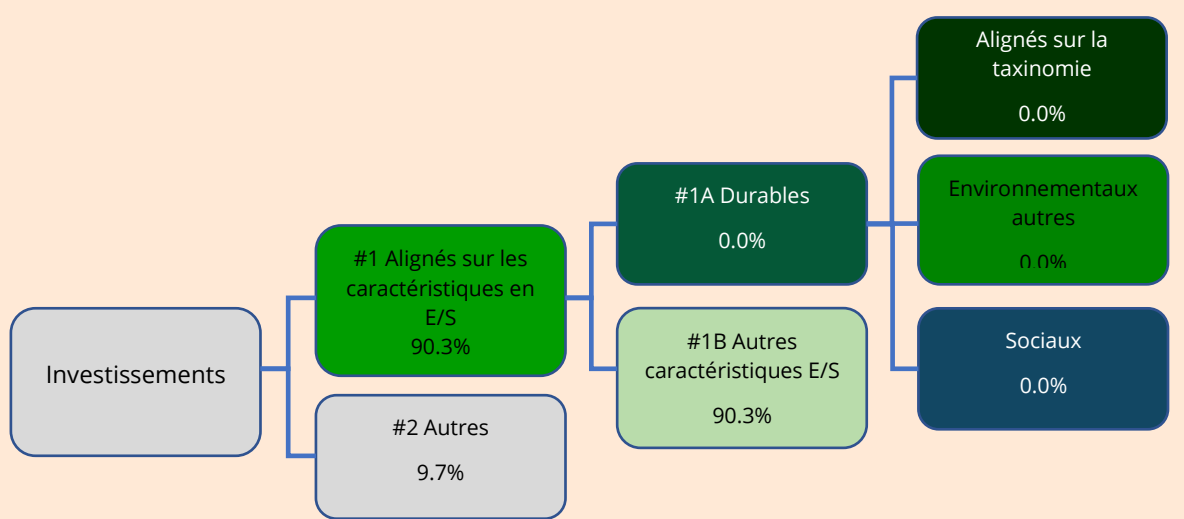 Investissements
#1 Alignés sur les
caractéristiques en
E/S
90.3%
#2 Autres
9.7%
#1A Durables
0.0%
#1B Autres
caractéristiques E/S
90.3%
Alignés sur la
taxinomie
0.0%
Environnementaux
autres
0.0%
Sociaux
0.0%